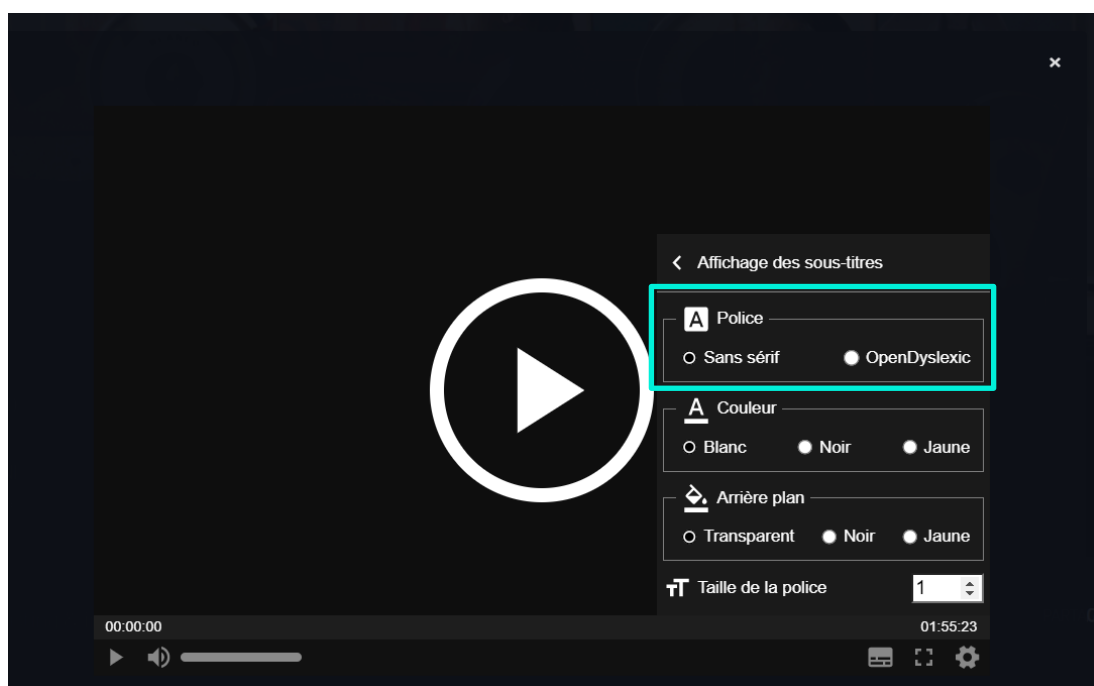 Affichage des sous-titres
Police
Sans sérif OpenDyslexic
Couleur
Blanc Noir Jaune
Arrière plan
Transparent Noir Jaune
Taille de la police 1
00:00:00 01:55:23